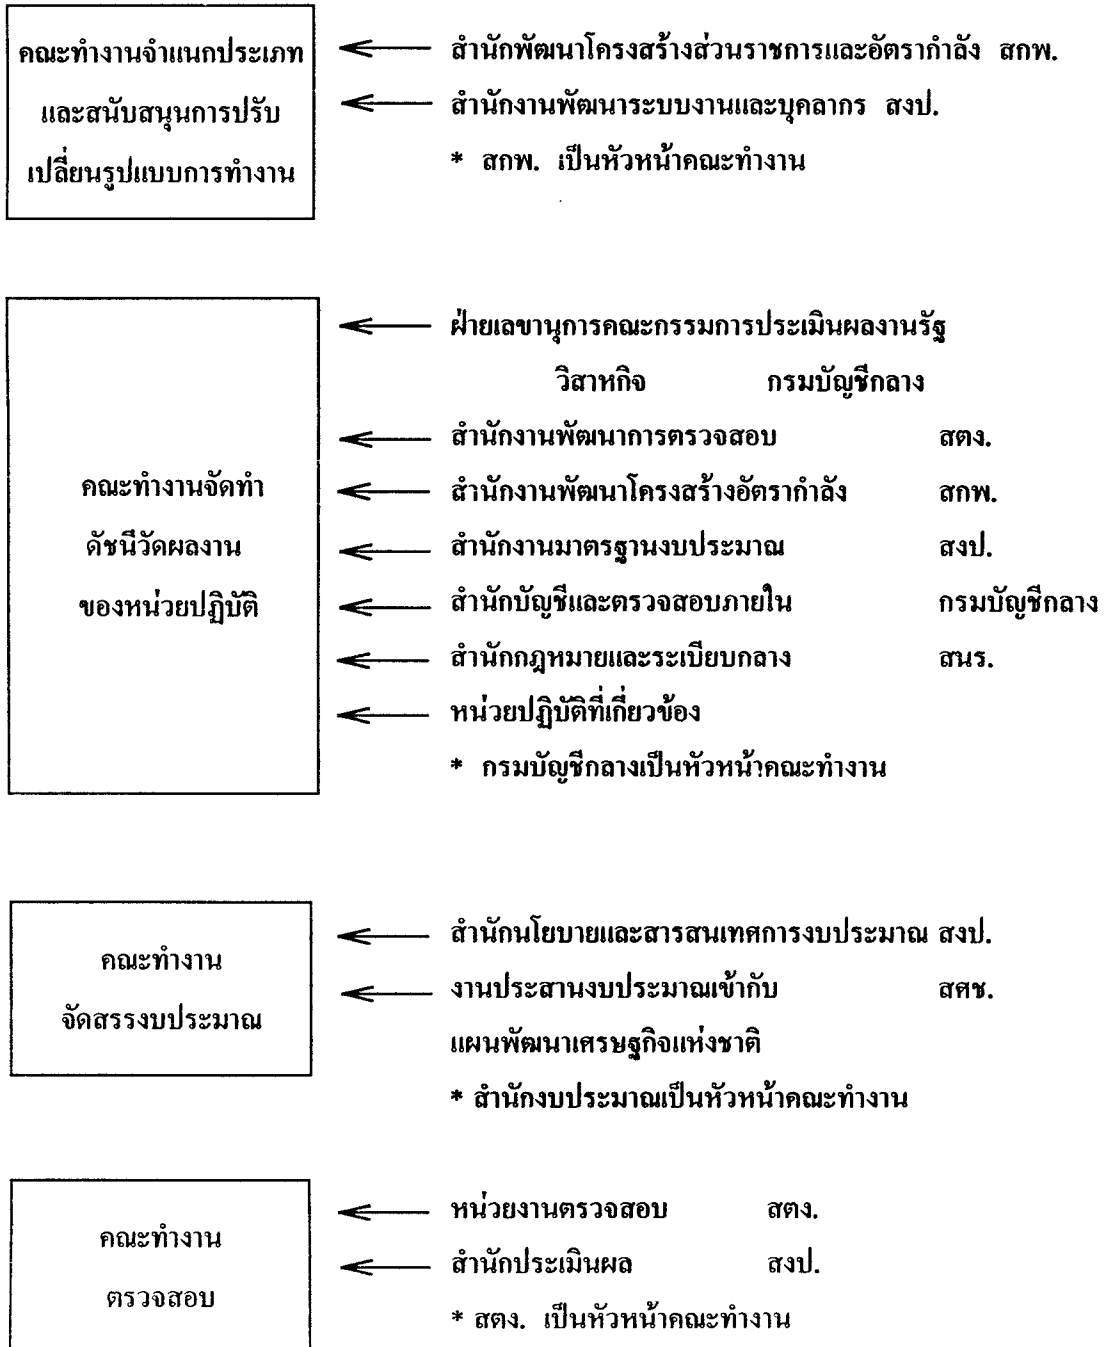 คณะทำงานจำแนกประเภท
และสนับสนุนการปรับ
เปลี่ยนรูปแบบการทำงาน
สำนักพัฒนาโครงสร้างส่วนราชการและอัตรากำลัง สกพ.
สำนักงานพัฒนาระบบงานและบุคลากร สงป.
* สกพ. เป็นหัวหน้าคณะทำงาน
คณะทำงานจัดทำ
ดัชนีวัดผลงาน
ของหน่วยปฏิบัติ
ฝ่ายเลขานุการคณะกรรมการประเมินผลงานรัฐ
วิสาหกิจ กรมบัญชีกลาง
สำนักงานพัฒนาการตรวจสอบ สตง.
สำนักงานพัฒนาโครงสร้างอัตรากำลัง สกพ.
สำนักงานมาตรฐานงบประมาณ สงป.
สำนักบัญชีและตรวจสอบภายใน กรมบัญชีกลาง
สำนักกฎหมายและระเบียบกลาง สนร.
หน่วยปฏิบัติที่เกี่ยวข้อง
* กรมบัญชีกลางเป็นหัวหน้าคณะทำงาน
คณะทำงาน
จัดสรรงบประมาณ
สำนักนโยบายและสารสนเทศการงบประมาณ สงป.
งานประสานงบประมาณเข้ากับ สศช.
แผนพัฒนาเศรษฐกิจแห่งชาติ
* สำนักงบประมาณเป็นหัวหน้าคณะทำงาน
คณะทำงาน
ตรวจสอบ
หน่วยงานตรวจสอบ สตง.
สำนักประเมินผล สงป.
* สตง. เป็นหัวหน้าคณะทำงาน